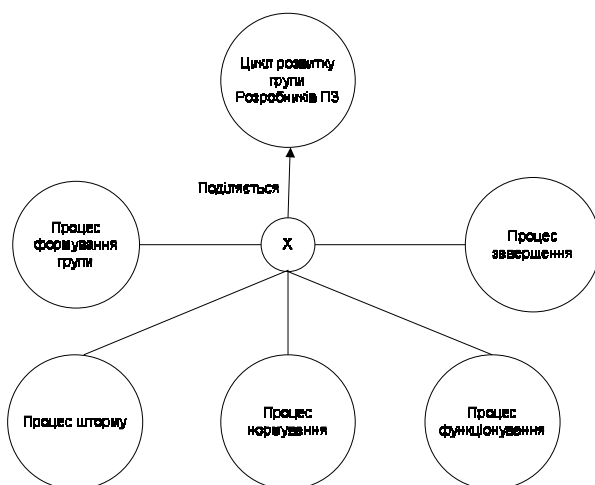 Цикл розвитку
групи
Розробників ПЗ
Поділяється
Процес
формування
групи
X
Процес
завершення
Процес шторму
Процес
нормування
Процес
функціонування